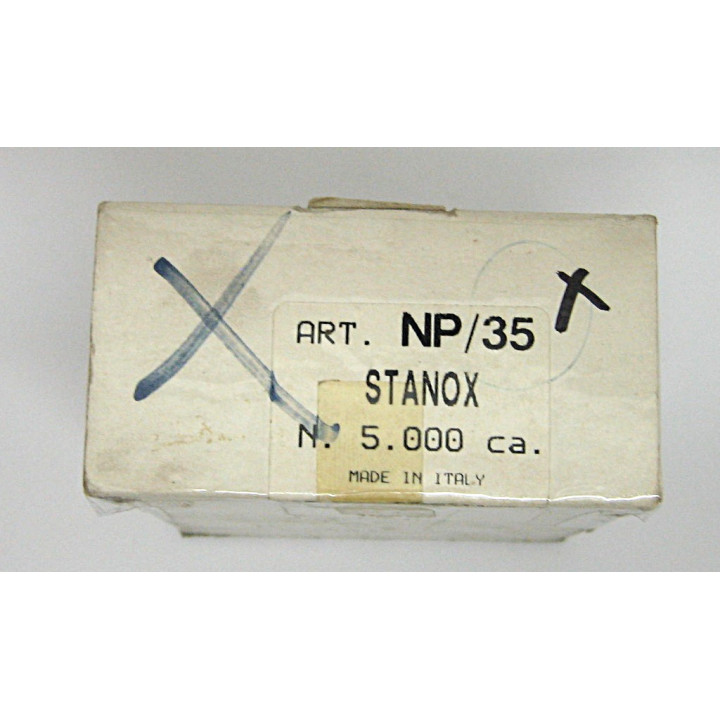 ART. NP/35
STANOX
N. 5.000 ca.
MADE IN ITALY